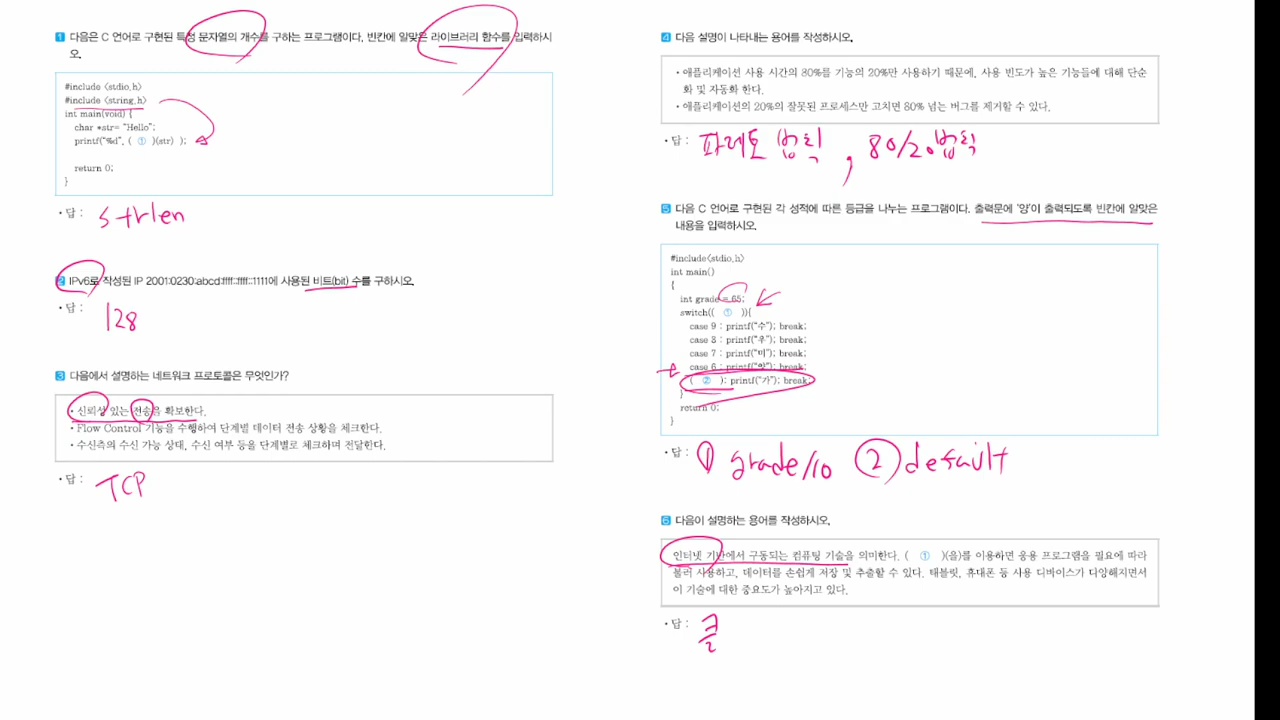 1 다음은 C 언어로 구현된 특정 문자열의 개수를 구하는 프로그램이다. 빈칸에 알맞은 라이브러리 함수를 입력하시
오.
#include <stdio.h>
#include <string.h>
int main(void) {
char *str= "Hello";
printf("%d", ( ① )(str) );
return 0;
}
• 답 : strlen
2 IPv6로 작성된 IP 2001:0230:abcd:ffff::ffff::1111에 사용된 비트(bit) 수를 구하시오.
• 답 : 128
3 다음에서 설명하는 네트워크 프로토콜은 무엇인가?
• 신뢰성 있는 전송을 확보한다.
• Flow Control 기능을 수행하여 단계별 데이터 전송 상황을 체크한다.
• 수신측의 수신 가능 상태, 수신 여부 등을 단계별로 체크하며 전달한다.
• 답 : TCP
4 다음 설명이 나타내는 용어를 작성하시오.
• 애플리케이션 사용 시간의 80%를 기능의 20%만 사용하기 때문에, 사용 빈도가 높은 기능들에 대해 단순
화 및 자동화 한다.
• 애플리케이션의 20%의 잘못된 프로세스만 고치면 80% 넘는 버그를 제거할 수 있다.
• 답 : 파레토 법칙 , 80/20법칙
5 다음 C 언어로 구현된 각 성적에 따른 등급을 나누는 프로그램이다. 출력문에 '양'이 출력되도록 빈칸에 알맞은
내용을 입력하시오.
#include<stdio.h>
int main()
{
int grade = 65;
switch(( ① )){
case 9 : printf("수"); break;
case 8 : printf("우"); break;
case 7 : printf("미"); break;
case 6 : printf("양"); break;
( ② ); printf("가"); break;
}
return 0;
}
• 답 : ① grade/10 ② default
6 다음이 설명하는 용어를 작성하시오.
인터넷 기반에서 구동되는 컴퓨팅 기술을 의미한다. ( ① )(을)를 이용하면 응용 프로그램을 필요에 따라
불러 사용하고, 데이터를 손쉽게 저장 및 추출할 수 있다. 태블릿, 휴대폰 등 사용 디바이스가 다양해지면서
이 기술에 대한 중요도가 높아지고 있다.
• 답 : 클